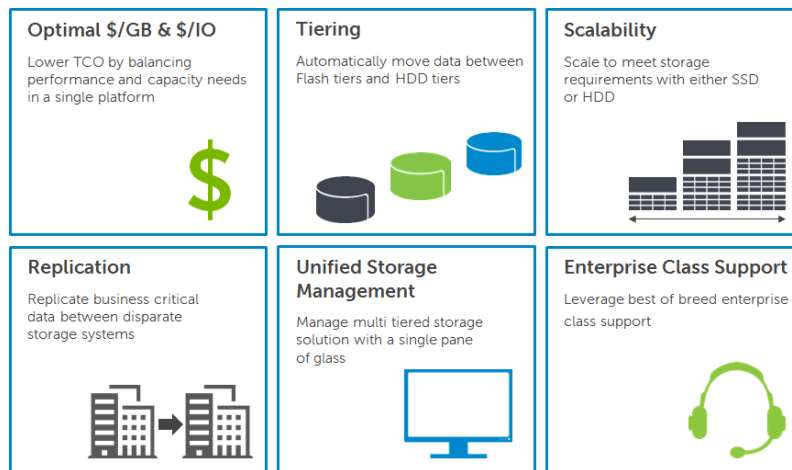 Optimal $/GB & $/IO
Lower TCO by balancing
performance and capacity needs
in a single platform
$
Tiering
Automatically move data between
Flash tiers and HDD tiers
Scalability
Scale to meet storage
requirements with either SSD
or HDD
Replication
Replicate business critical
data between disparate
storage systems
Unified Storage
Management
Manage multi tiered storage
solution with a single pane
of glass
Enterprise Class Support
Leverage best of breed enterprise
class support